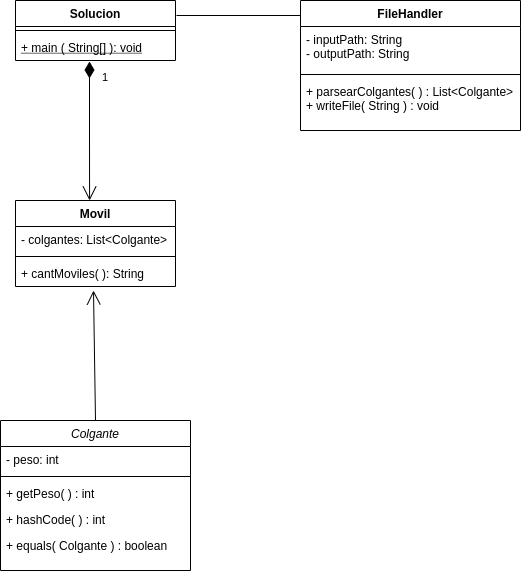 Solucion
+ main ( String[] ): void
1
FileHandler
- inputPath: String
- outputPath: String
+ parsearColgantes( ) : List<Colgante>
+ writeFile( String ) : void
Movil
- colgantes: List<Colgante>
+ cantMoviles( ): String
Colgante
- peso: int
+ getPeso( ) : int
+ hashCode( ) : int
+ equals( Colgante ) : boolean